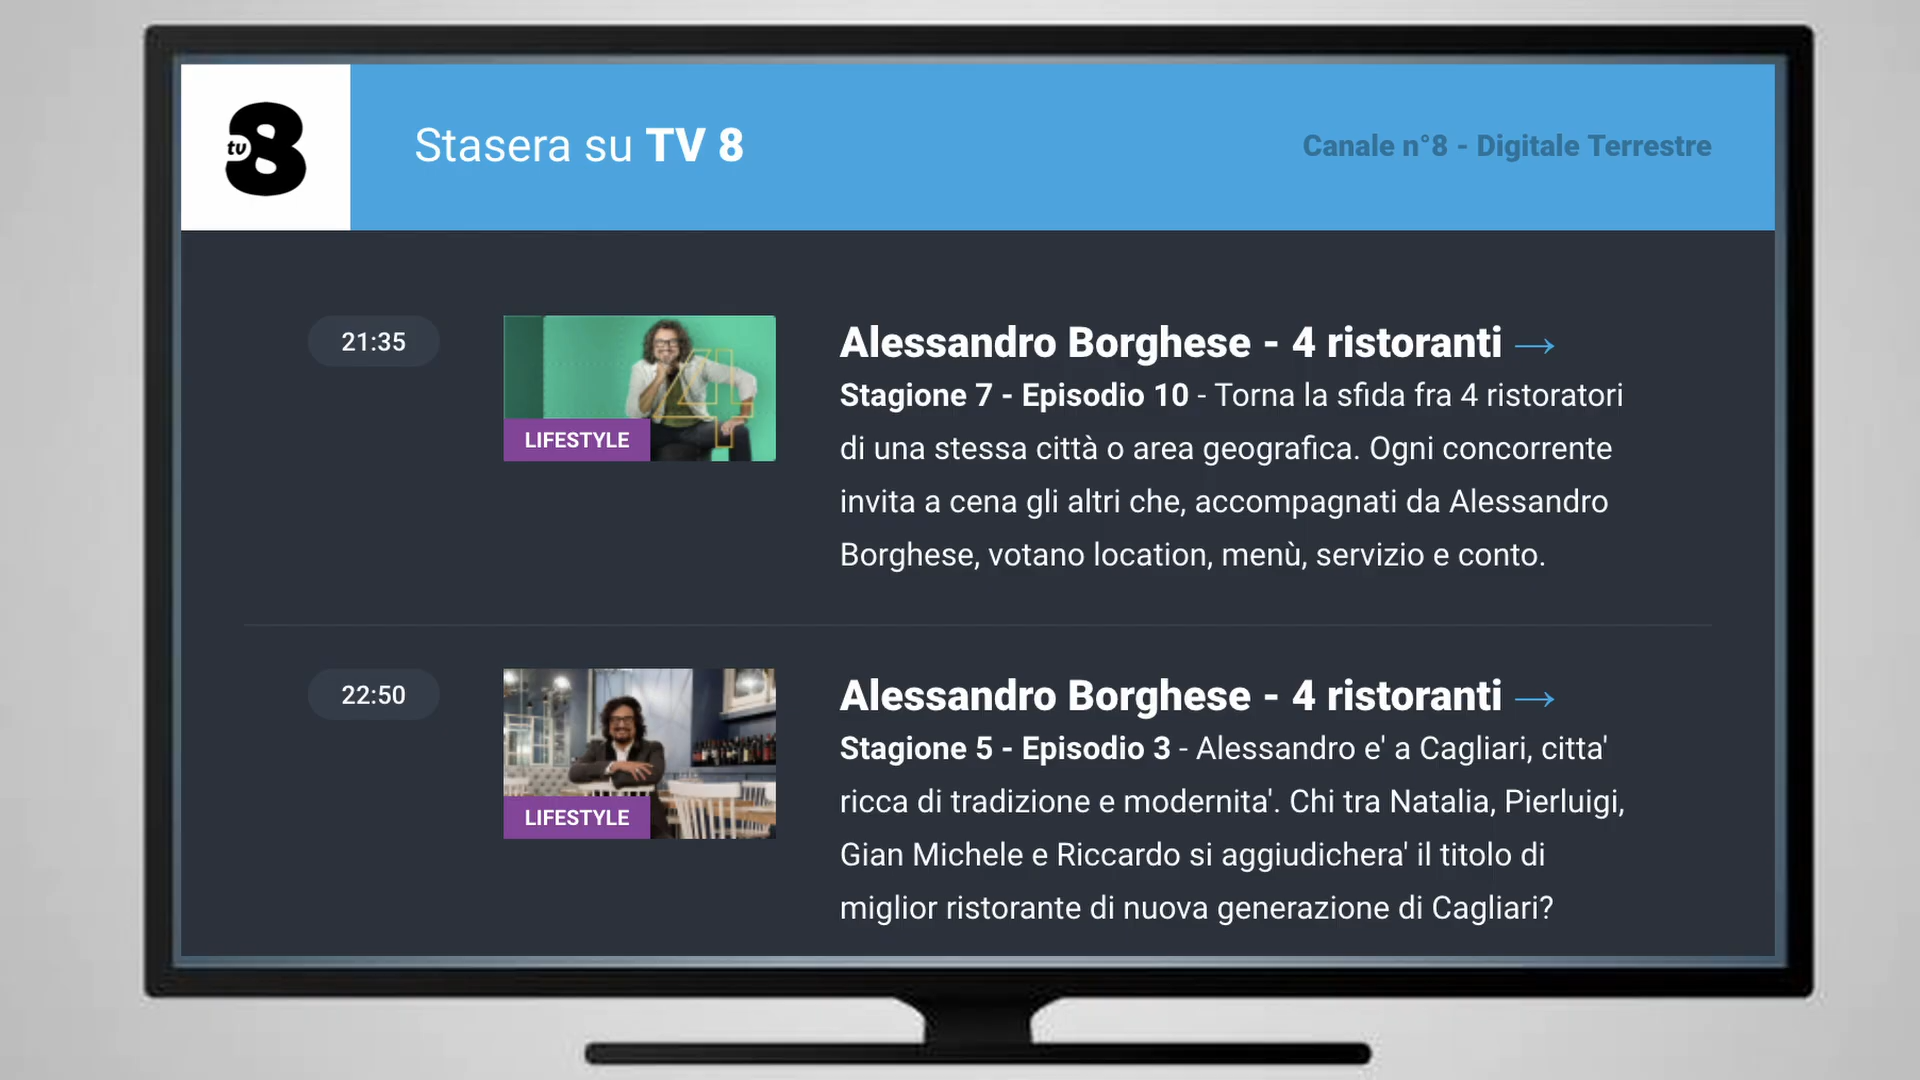 tv8
Stasera su TV 8
Canale n°8 - Digitale Terrestre
21:35
LIFESTYLE
4
Alessandro Borghese - 4 ristoranti →
Stagione 7 - Episodio 10 - Torna la sfida fra 4 ristoratori
di una stessa città o area geografica. Ogni concorrente
invita a cena gli altri che, accompagnati da Alessandro
Borghese, votano location, menù, servizio e conto.
22:50
LIFESTYLE
Alessandro Borghese - 4 ristoranti →
Stagione 5 - Episodio 3 - Alessandro e' a Cagliari, citta'
ricca di tradizione e modernita'. Chi tra Natalia, Pierluigi,
Gian Michele e Riccardo si aggiudichera' il titolo di
miglior ristorante di nuova generazione di Cagliari?